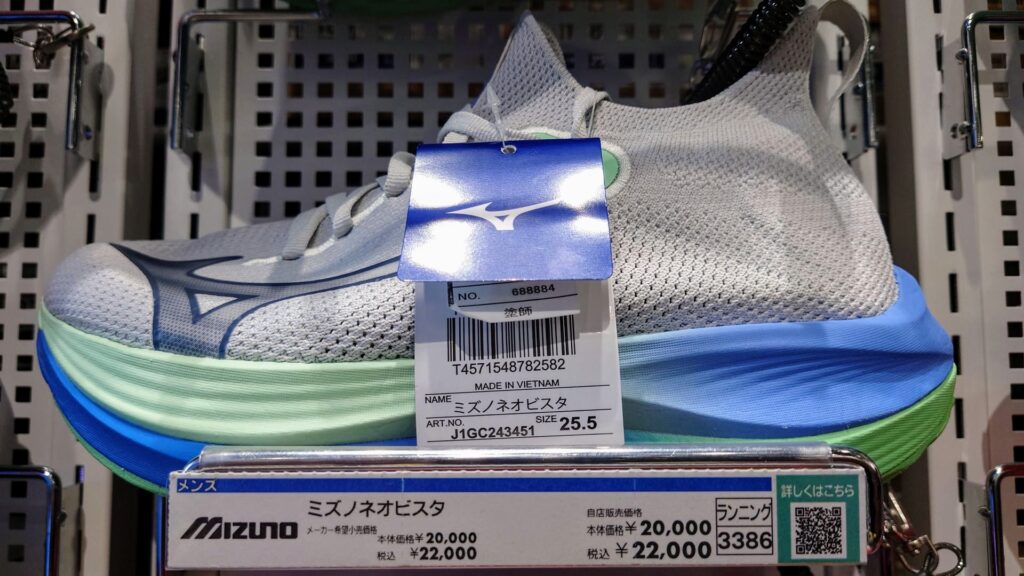 NO. 688884
塗師
T4571548782582
MADE IN VIETNAM
NAME ミズノネオビスタ
ART.NO. J1GC243451 SIZE 25.5
メンズ
MIZUNO
ミズノネオビスタ
メーカー希望小売価格
本体価格¥20,000
税込 ¥22,000
自店販売価格
本体価格¥20,000
税込 ¥22,000
ランニング
3386
詳しくはこちら